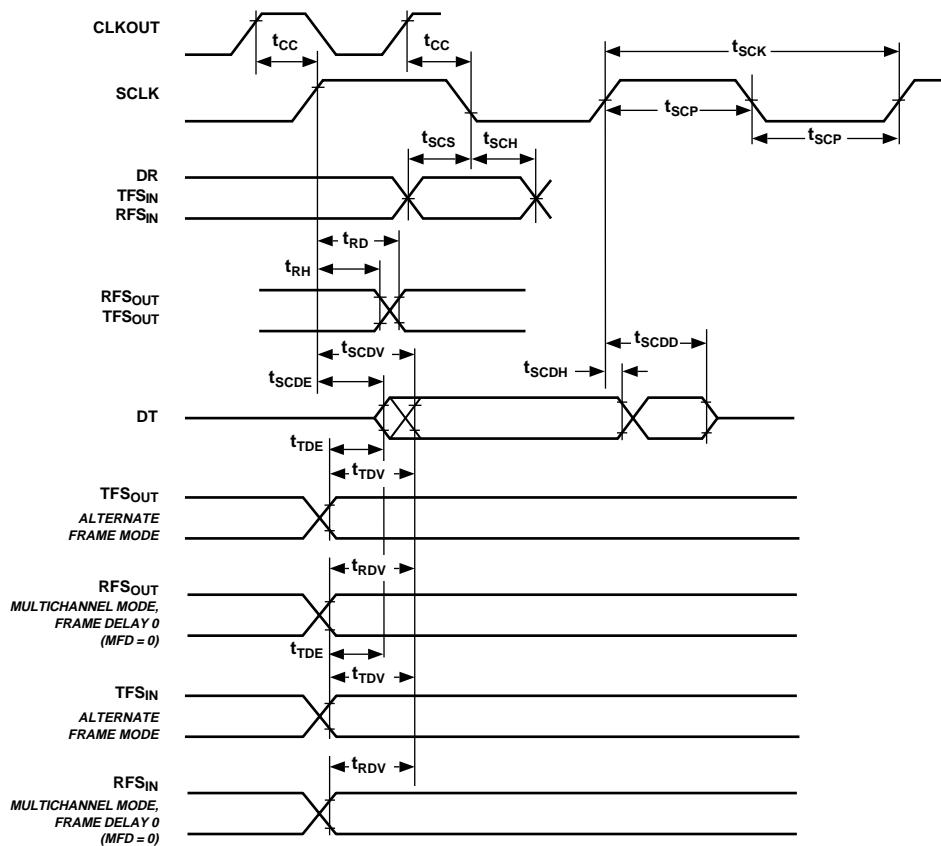 CLKOUT
tCC
tCC
tSCK
SCLK
tSCP
tSCP
tSCS
tSCH
DR
TFSIN
RFSIN
tRD
tRH
RFSOUT
TFSOUT
tSCDV
tSCDD
tSCDH
tSCDE
DT
tTDE
tTDV
TFSOUT
ALTERNATE
FRAME MODE
tRDV
RFSOUT
MULTICHANNEL MODE,
FRAME DELAY 0
(MFD = 0)
tTDE
tTDV
TFSIN
ALTERNATE
FRAME MODE
tRDV
RFSIN
MULTICHANNEL MODE,
FRAME DELAY 0
(MFD = 0)